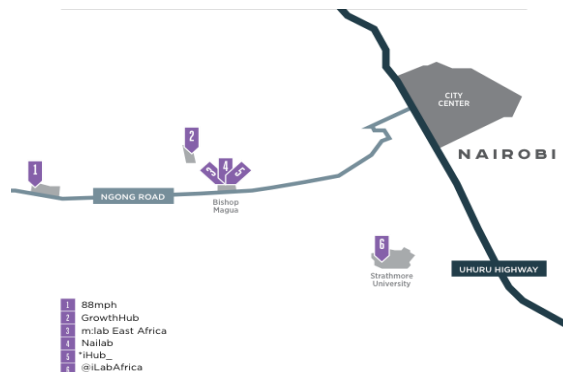 CITY
CENTER
NAIROBI
2
1
3
4
5
NGONG ROAD
Bishop
Magua
6
Strathmore
University
UHURU HIGHWAY
1 88mph
2 GrowthHub
3 m:lab East Africa
4 Nailab
5 *iHub_
6 @iLabAfrica